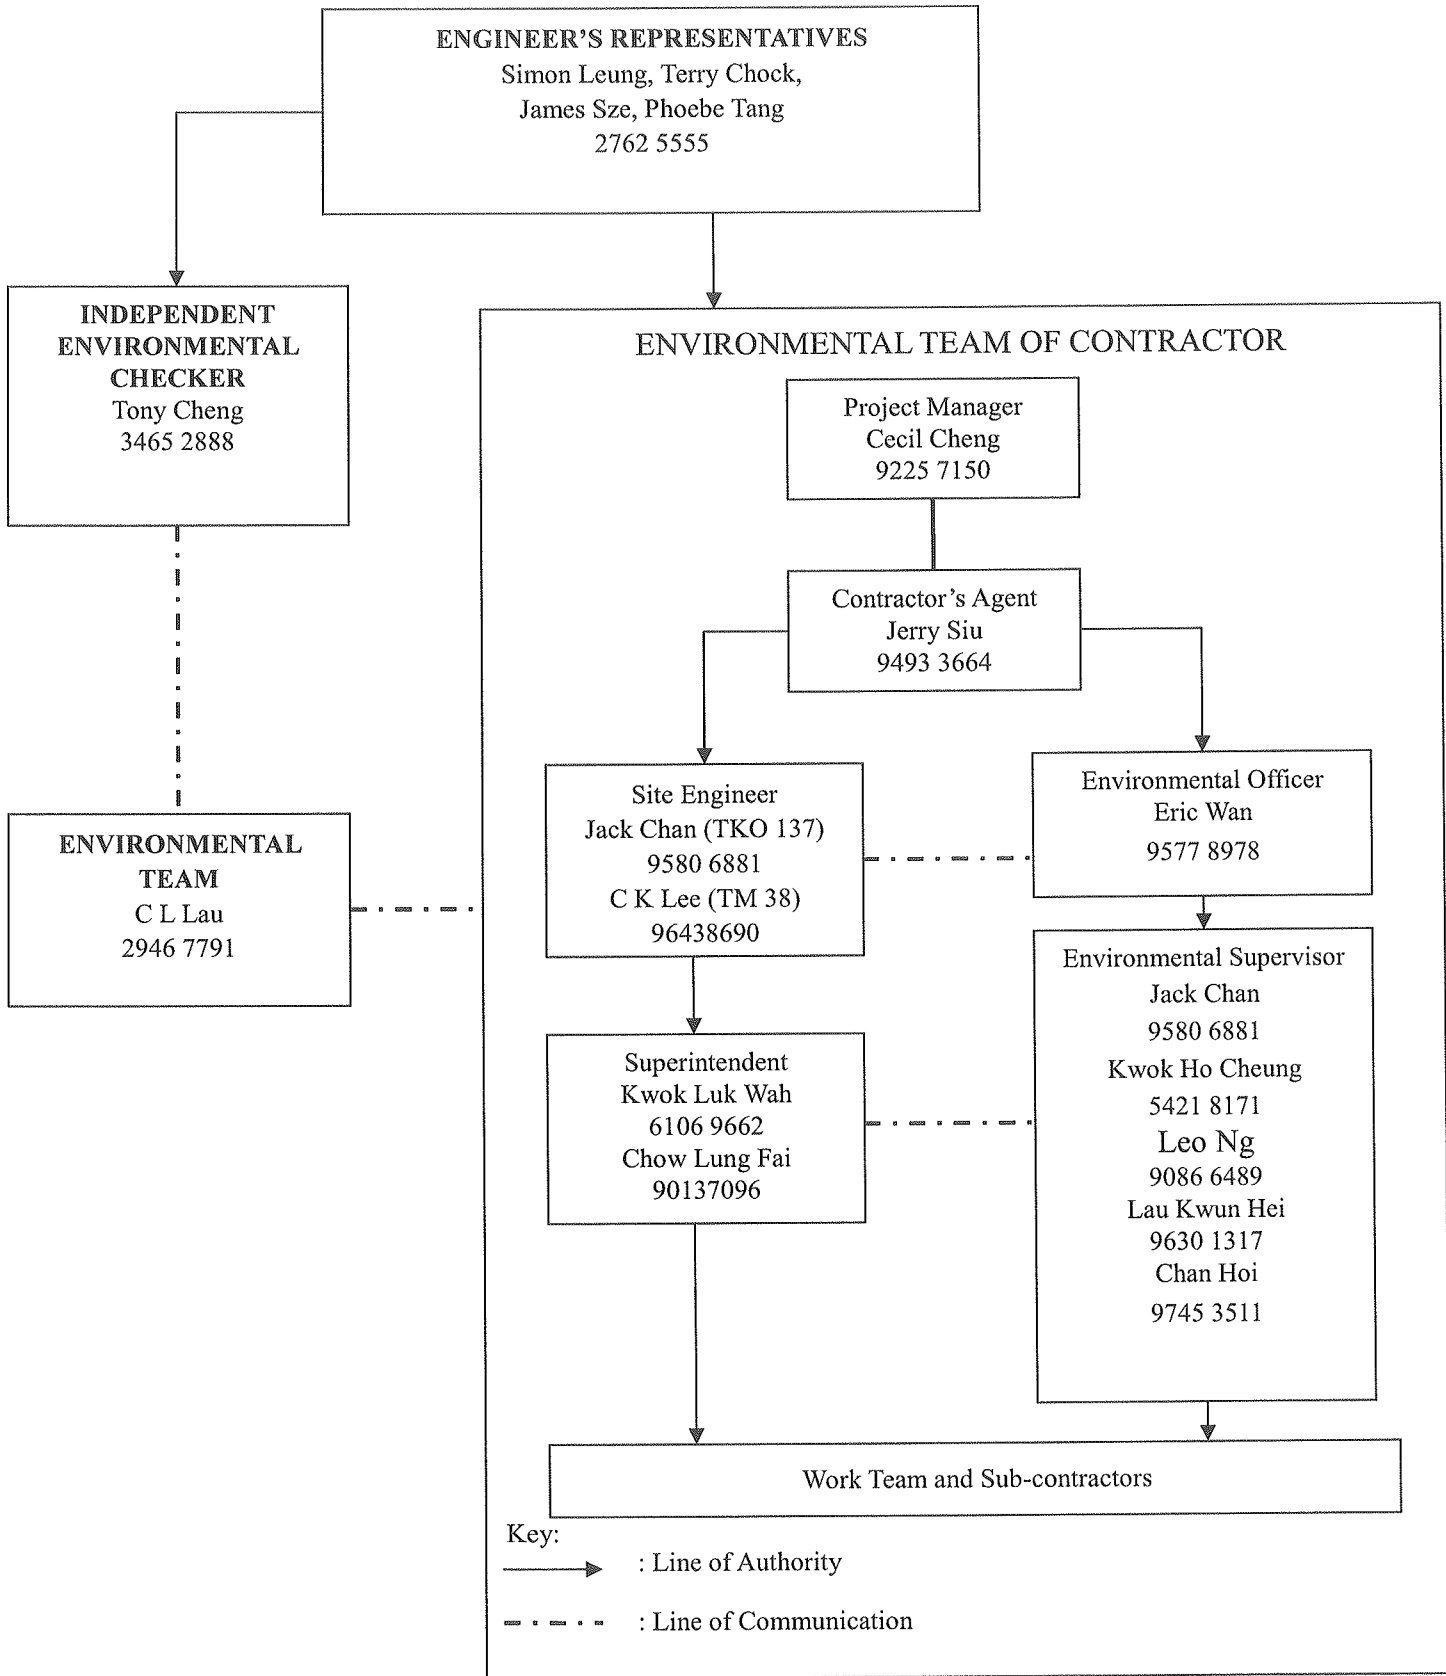 ENGINEER'S REPRESENTATIVES
Simon Leung, Terry Chock,
James Sze, Phoebe Tang
2762 5555
INDEPENDENT
ENVIRONMENTAL
CHECKER
Tony Cheng
3465 2888
ENVIRONMENTAL TEAM OF CONTRACTOR
Project Manager
Cecil Cheng
9225 7150
Contractor's Agent
Jerry Siu
9493 3664
Site Engineer
Jack Chan (TKO 137)
9580 6881
C K Lee (TM 38)
96438690
Environmental Officer
Eric Wan
9577 8978
ENVIRONMENTAL
TEAM
C L Lau
2946 7791
Superintendent
Kwok Luk Wah
6106 9662
Chow Lung Fai
90137096
Environmental Supervisor
Jack Chan
9580 6881
Kwok Ho Cheung
5421 8171
Leo Ng
9086 6489
Lau Kwun Hei
9630 1317
Chan Hoi
9745 3511
Work Team and Sub-contractors
Key:
: Line of Authority
: Line of Communication